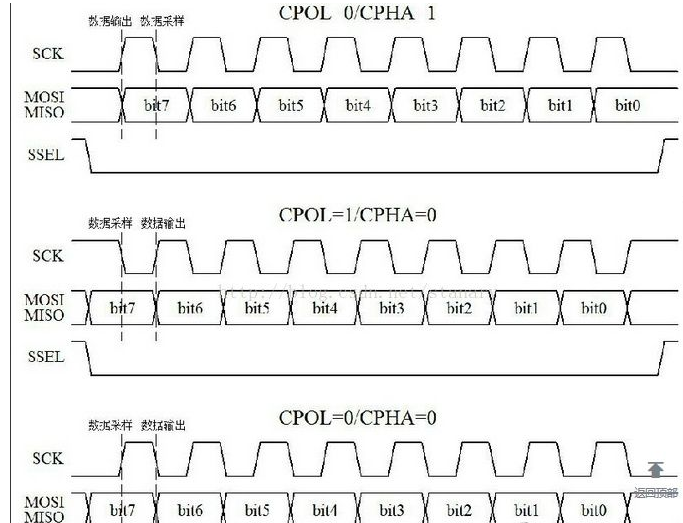 CPOL 0/CPHA 1
数据输出 数据采样
SCK
MOSI
MISO
bit7 bit6 bit5 bit4 bit3 bit2 bit1 bit0
SSEL
CPOL=1/CPHA=0
数据采样 数据输出
SCK
MOSI
MISO
bit7 bit6 bit5 bit4 bit3 bit2 bit1 bit0
SSEL
CPOL=0/CPHA=0
数据采样 数据输出
SCK
返回顶部
MOSI
MISO
bit7 bit6 bit5 bit4 bit3 bit2 bit1 bit0